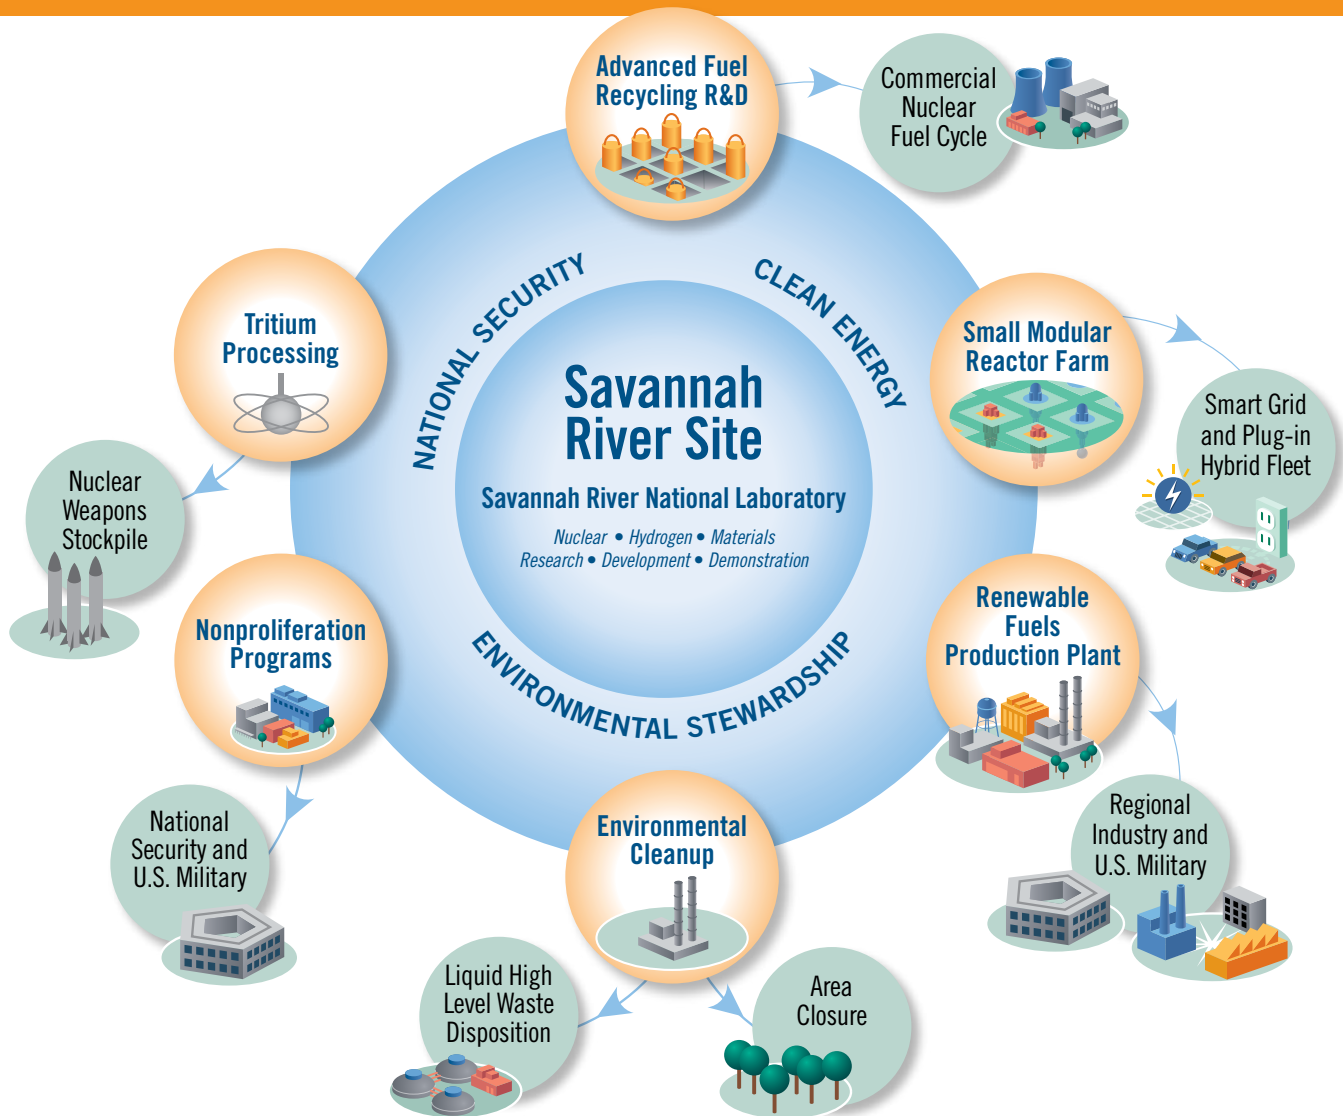 Advanced Fuel
Recycling R&D
Commercial
Nuclear
Fuel Cycle
NATIONAL SECURITY
CLEAN ENERGY
Tritium
Processing
Small Modular
Reactor Farm
Savannah
River Site
Savannah River National Laboratory
Nuclear • Hydrogen • Materials
Research • Development • Demonstration
Smart Grid
and Plug-in
Hybrid Fleet
Nuclear
Weapons
Stockpile
Nonproliferation
Programs
Renewable
Fuels
Production Plant
ENVIRONMENTAL STEWARDSHIP
National
Security and
U.S. Military
Environmental
Cleanup
Regional
Industry and
U.S. Military
Liquid High
Level Waste
Disposition
Area
Closure